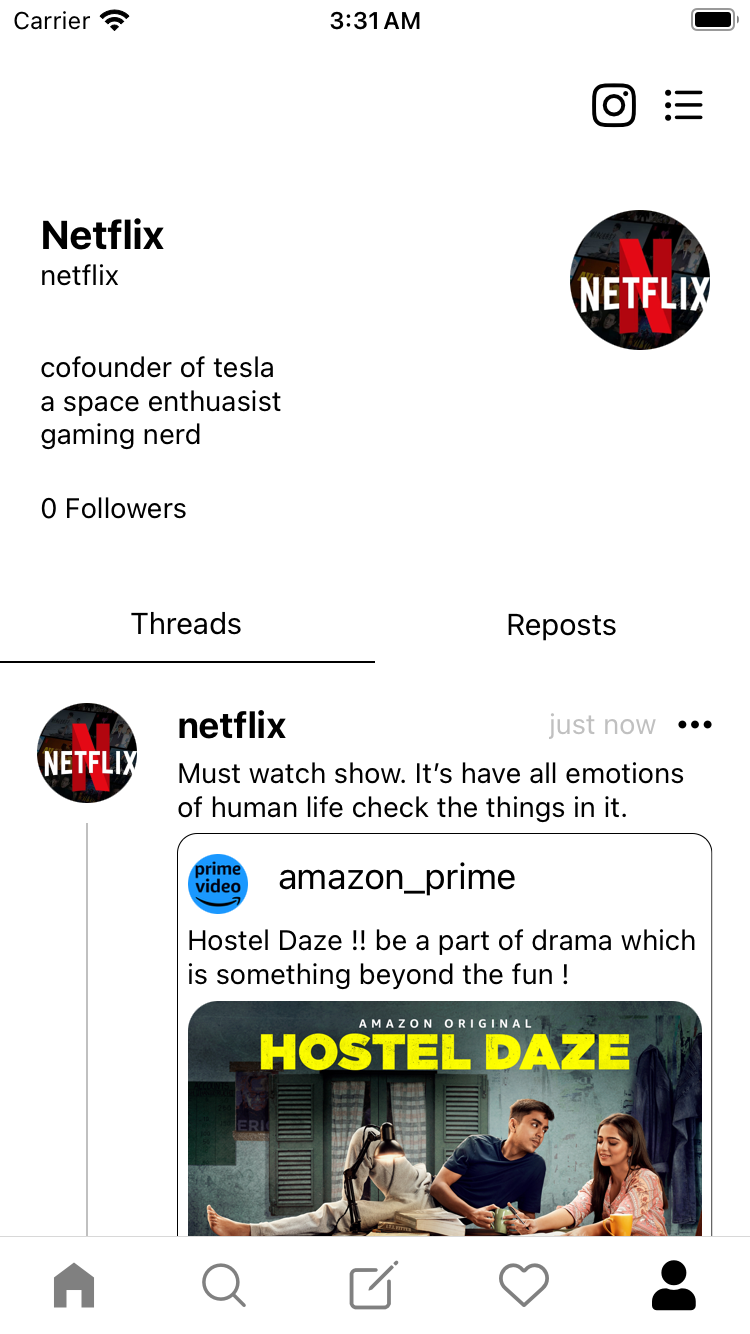 Carrier
3:31 AM
Netflix
netflix
NETFLIX
cofounder of tesla
a space enthuasist
gaming nerd
0 Followers
Threads
Reposts
NETFLIX
netflix
just now
Must watch show. It’s have all emotions
of human life check the things in it.
prime
video
amazon_prime
Hostel Daze !! be a part of drama which
is something beyond the fun !
AMAZON ORIGINAL
HOSTEL DAZE